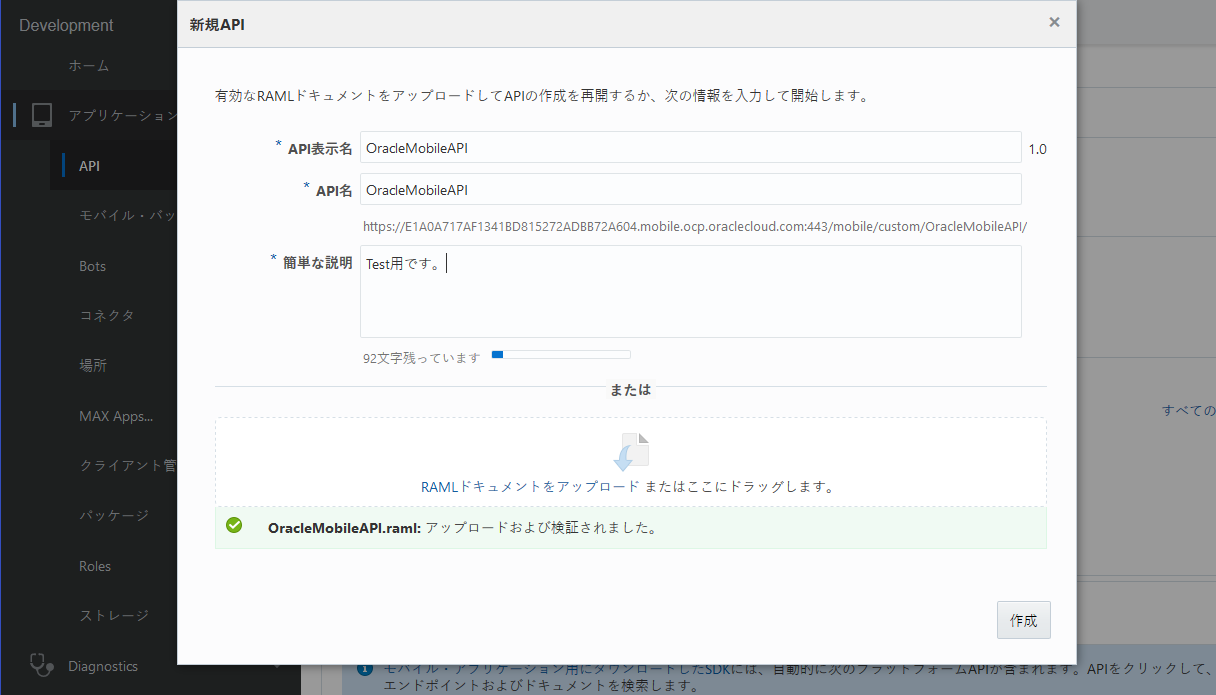 Development
ホーム
アプリケーション
API
モバイル・バッ
Bots
コネクタ
場所
MAX Apps...
クライアント管
パッケージ
Roles
ストレージ
Diagnostics
新規API
×
有効なRAMLドキュメントをアップロードしてAPIの作成を再開するか、次の情報を入力して開始します。
* API表示名 OracleMobileAPI 1.0
* API名 OracleMobileAPI
https://E1A0A717AF1341BD815272ADBB72A604.mobile.ocp.oraclecloud.com:443/mobile/custom/OracleMobileAPI/
* 簡単な説明 Test用です。
92文字残っています
または
RAMLドキュメントをアップロード またはここにドラッグします。
OracleMobileAPI.raml: アップロードおよび検証されました。
作成
すべての
モバイル・アプリケーション用にダウンロードしたSDKには、自動的に次のプラットフォームAPIが含まれます。APIをクリックして、
エンドポイントおよびドキュメントを検索します。